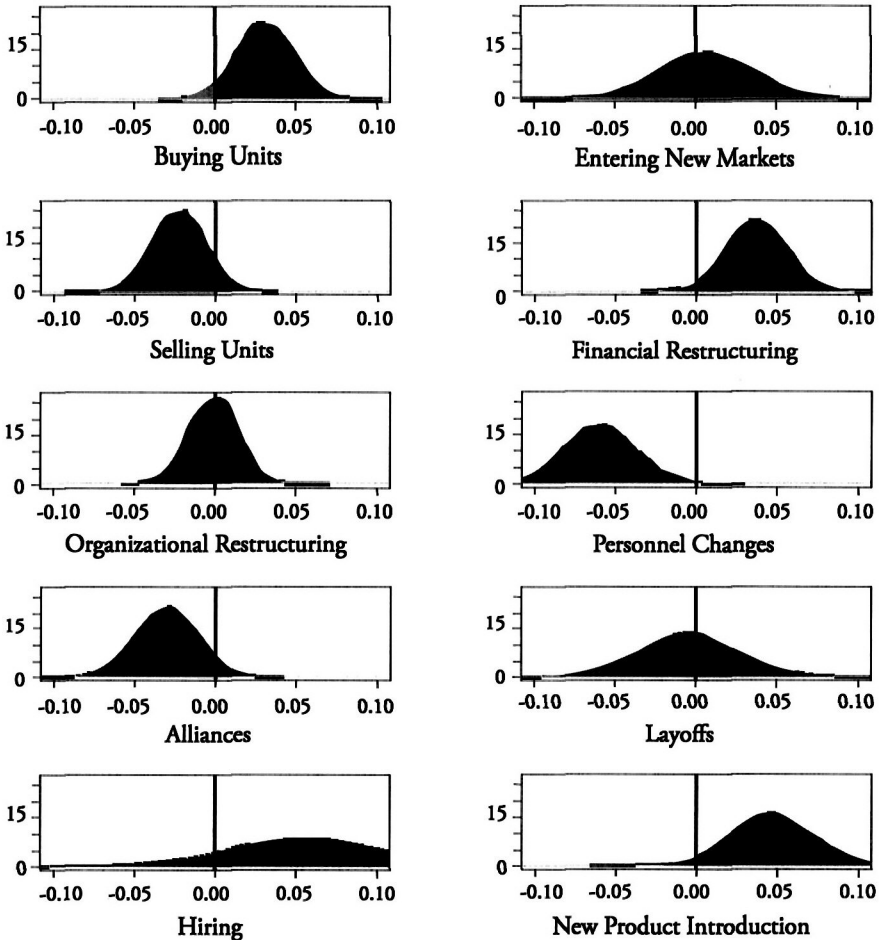 15
0
-0.10 -0.05 0.00 0.05 0.10
Buying Units
15
0
-0.10 -0.05 0.00 0.05 0.10
Entering New Markets
15
0
-0.10 -0.05 0.00 0.05 0.10
Selling Units
15
0
-0.10 -0.05 0.00 0.05 0.10
Financial Restructuring
15
0
-0.10 -0.05 0.00 0.05 0.10
Organizational Restructuring
15
0
-0.10 -0.05 0.00 0.05 0.10
Personnel Changes
15
0
-0.10 -0.05 0.00 0.05 0.10
Alliances
15
0
-0.10 -0.05 0.00 0.05 0.10
Layoffs
15
0
-0.10 -0.05 0.00 0.05 0.10
Hiring
15
0
-0.10 -0.05 0.00 0.05 0.10
New Product Introduction